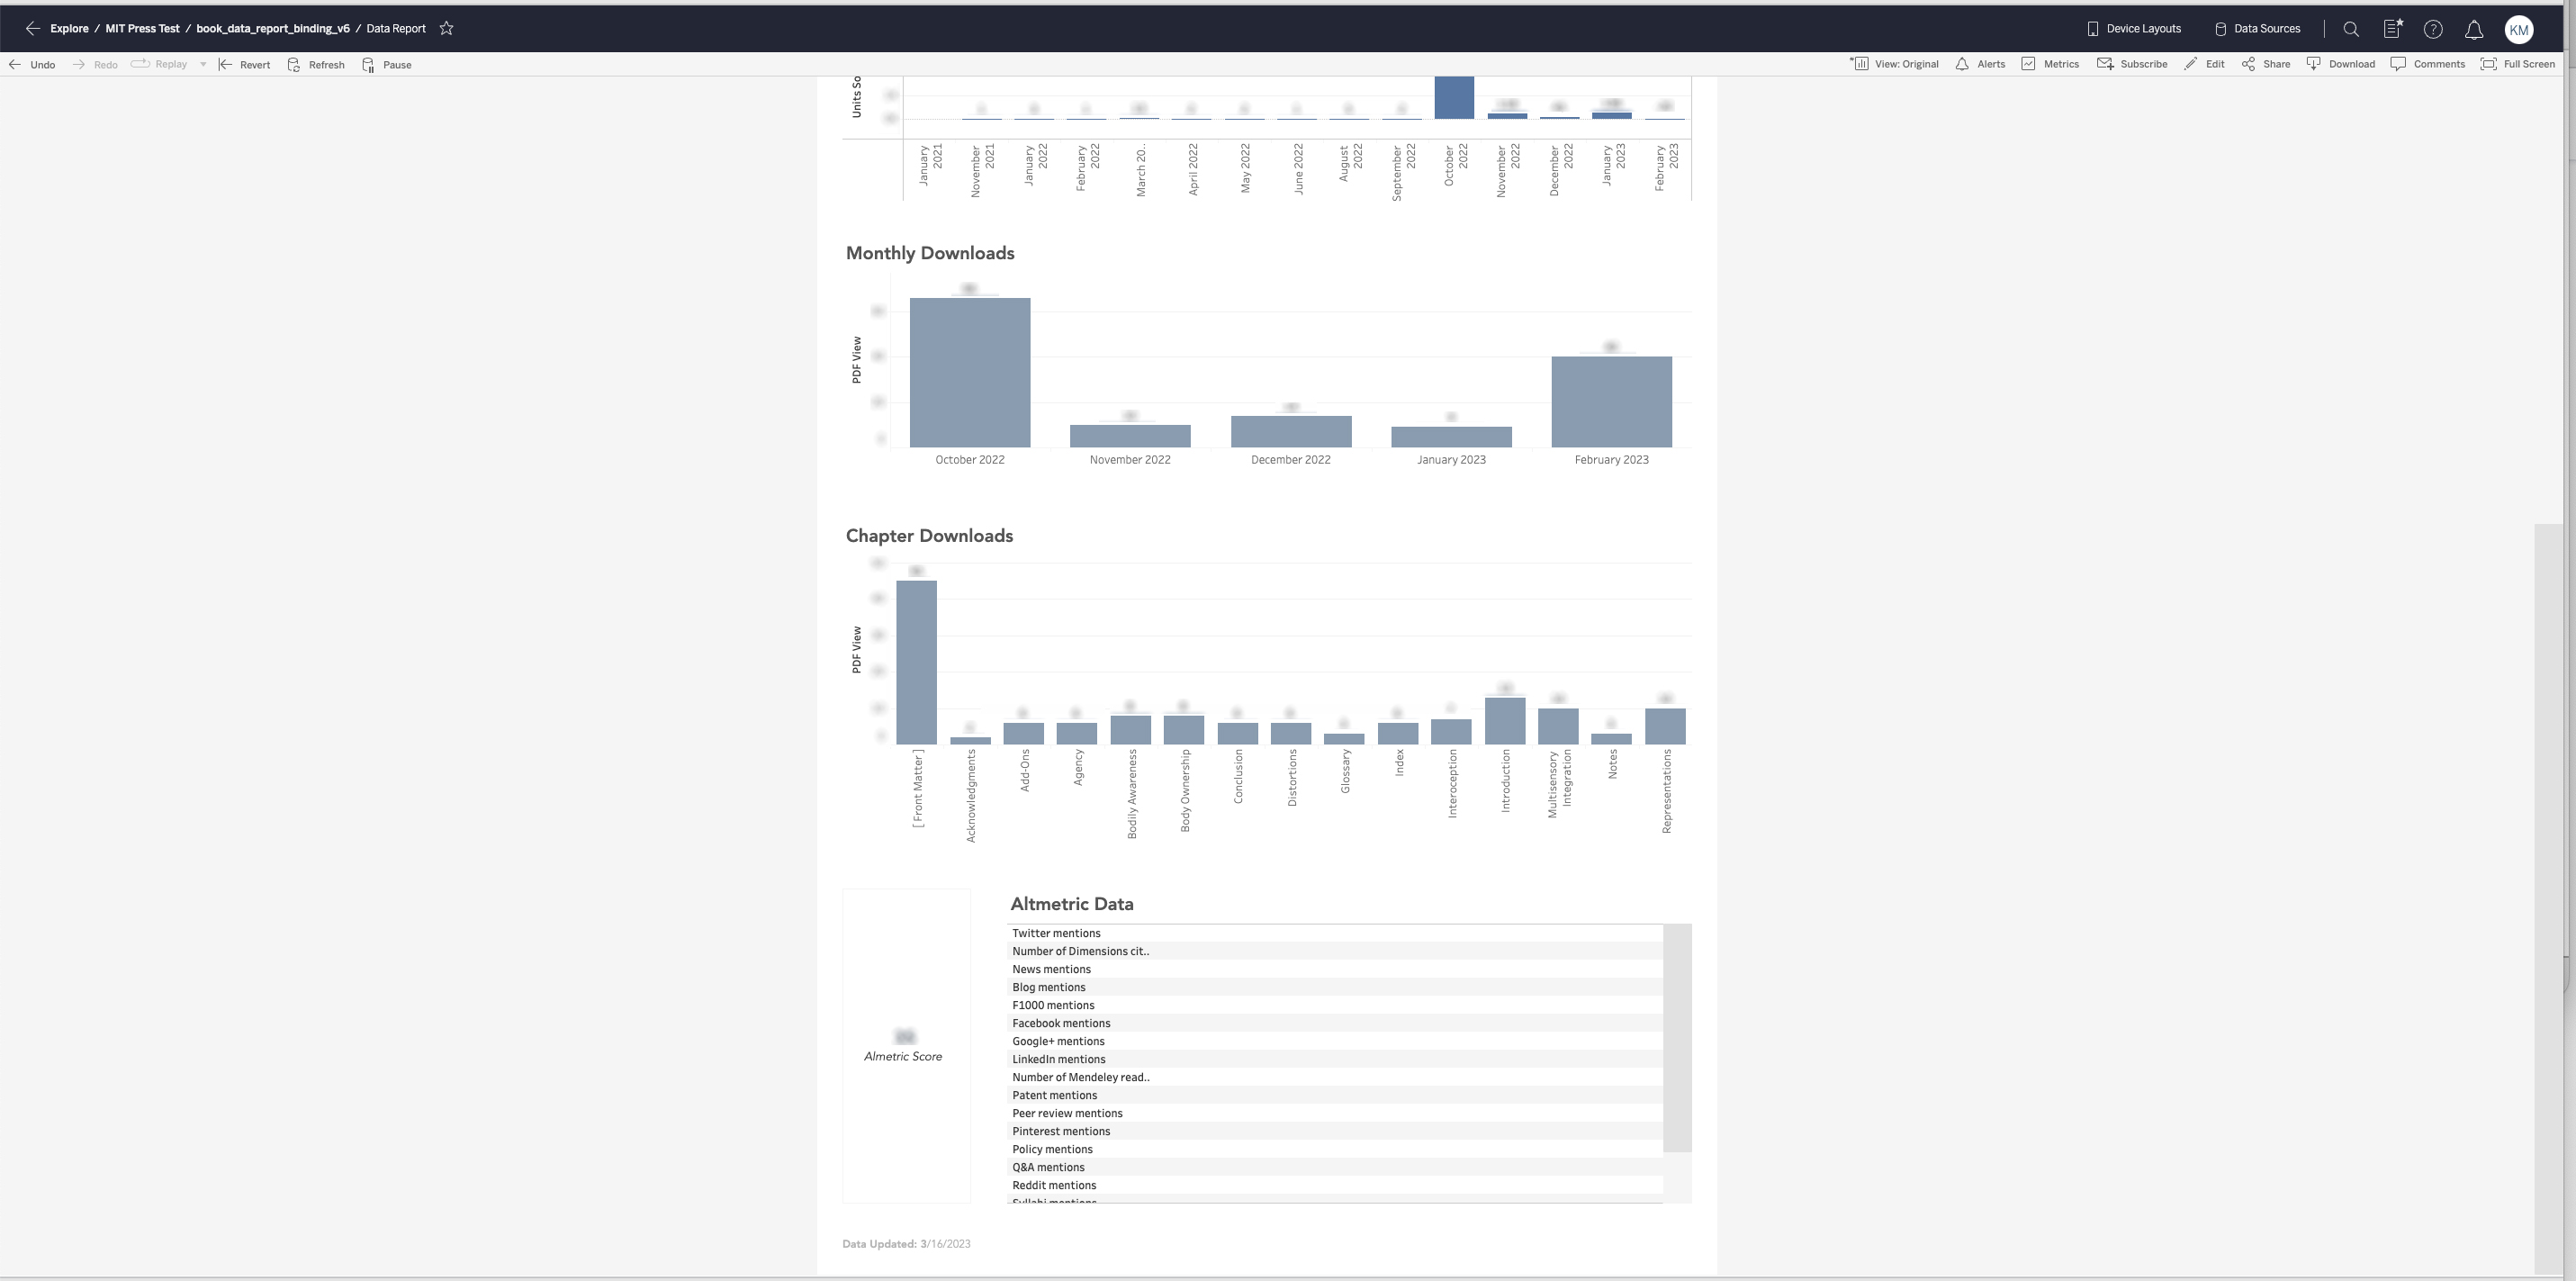 Explore / MIT Press Test / book_data_report_binding_v6 / Data Report
Device Layouts
Data Sources
KM
Undo
Redo
Replay
Revert
Refresh
Pause
View: Original
Alerts
Metrics
Subscribe
Edit
Share
Download
Comments
Full Screen
Units So
January 2021
November 2021
January 2022
February 2022
March 20..
April 2022
May 2022
June 2022
August 2022
September 2022
October 2022
November 2022
December 2022
January 2023
February 2023
Monthly Downloads
PDF View
October 2022
November 2022
December 2022
January 2023
February 2023
Chapter Downloads
PDF View
[ Front Matter ]
Acknowledgments
Add-Ons
Agency
Bodily Awareness
Body Ownership
Conclusion
Distortions
Glossary
Index
Interoception
Introduction
Multisensory Integration
Notes
Representations
Almetric Score
Altmetric Data
Twitter mentions
Number of Dimensions cit..
News mentions
Blog mentions
F1000 mentions
Facebook mentions
Google+ mentions
LinkedIn mentions
Number of Mendeley read..
Patent mentions
Peer review mentions
Pinterest mentions
Policy mentions
Q&A mentions
Reddit mentions
Syllabi mentions
Data Updated: 3/16/2023